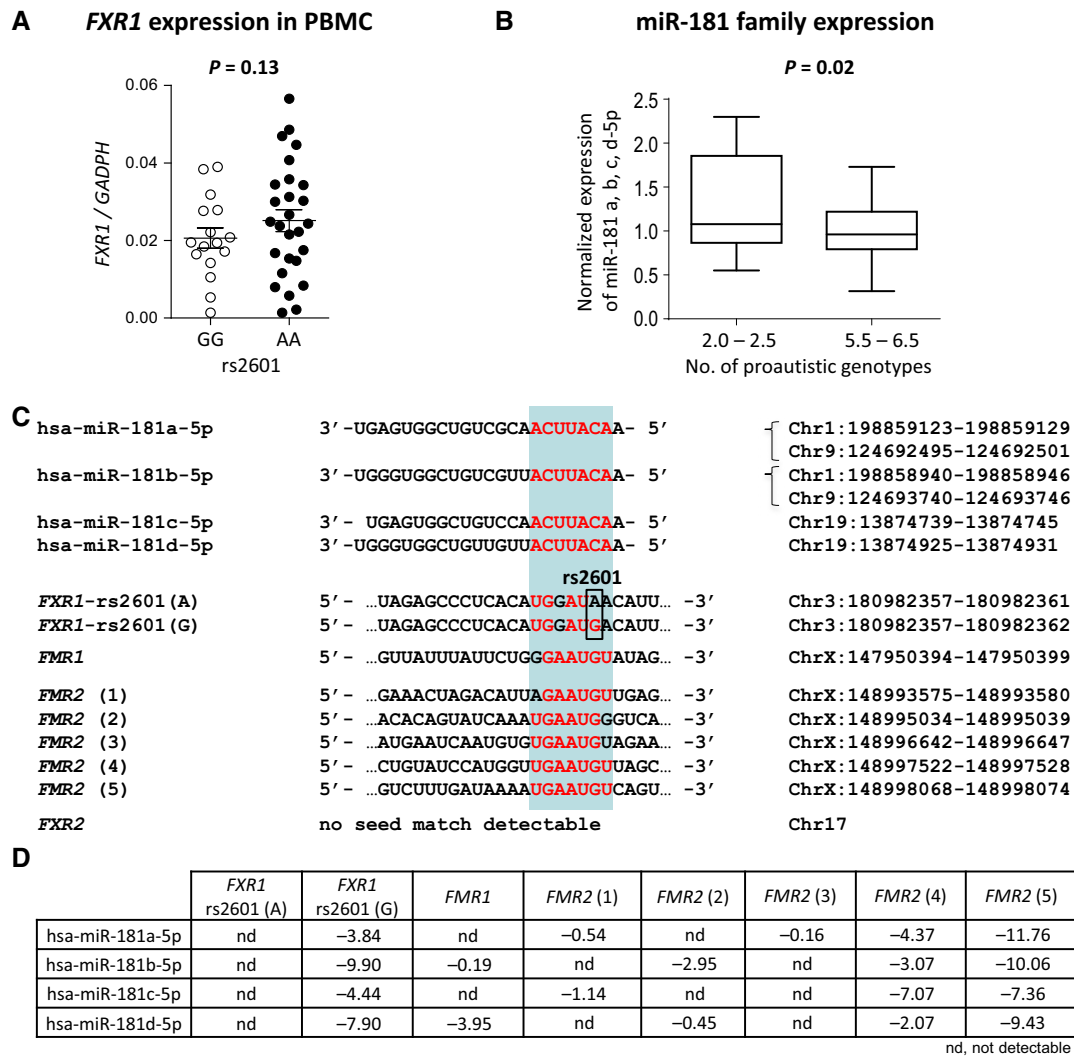 A FXR1 expression in PBMC
P = 0.13
FXR1 / GADPH
0.06
0.04
0.02
0.00
GG AA
rs2601
B miR-181 family expression
P = 0.02
Normalized expression
of miR-181 a, b, c, d-5p
2.5
2.0
1.5
1.0
0.5
0.0
2.0 – 2.5 5.5 – 6.5
No. of proautistic genotypes
C
hsa-miR-181a-5p 3′-UGAGUGGCUGUCGCAACUUACAA- 5′ Chr1:198859123-198859129
Chr9:124692495-124692501
hsa-miR-181b-5p 3′-UGGGUGGCUGUCGUUACUUACAA- 5′ Chr1:198858940-198858946
Chr9:124693740-124693746
hsa-miR-181c-5p 3′- UGAGUGGCUGUCCAACUUACAA- 5′ Chr19:13874739-13874745
hsa-miR-181d-5p 3′-UGGGUGGCUGUUGUUACUUACAA- 5′ Chr19:13874925-13874931
rs2601
FXR1-rs2601(A) 5′- …UAGAGCCCUCACAUGGAUAACAUU… -3′ Chr3:180982357-180982361
FXR1-rs2601(G) 5′- …UAGAGCCCUCACAUGGAUGACAUU… -3′ Chr3:180982357-180982362
FMR1 5′- …GUUAUUUAUUCUGGGAAUGUAUAG… -3′ ChrX:147950394-147950399
FMR2 (1) 5′- …GAAACUAGACAUUAGAAUGUUGAG… -3′ ChrX:148993575-148993580
FMR2 (2) 5′- …ACACAGUAUCAAAUGAAUGGGUCA… -3′ ChrX:148995034-148995039
FMR2 (3) 5′- …AUGAAUCAAUGUGUGAAUGUAGAA… -3′ ChrX:148996642-148996647
FMR2 (4) 5′- …CUGUAUCCAUGGUUGAAUGUUAGC… -3′ ChrX:148997522-148997528
FMR2 (5) 5′- …GUCUUUGAUAAAAUGAAUGUCAGU… -3′ ChrX:148998068-148998074
FXR2 no seed match detectable Chr17
D
FXR1 rs2601 (A) FXR1 rs2601 (G) FMR1 FMR2 (1) FMR2 (2) FMR2 (3) FMR2 (4) FMR2 (5)
hsa-miR-181a-5p nd –3.84 nd –0.54 nd –0.16 –4.37 –11.76
hsa-miR-181b-5p nd –9.90 –0.19 nd –2.95 nd –3.07 –10.06
hsa-miR-181c-5p nd –4.44 nd –1.14 nd nd –7.07 –7.36
hsa-miR-181d-5p nd –7.90 –3.95 nd –0.45 nd –2.07 –9.43
nd, not detectable